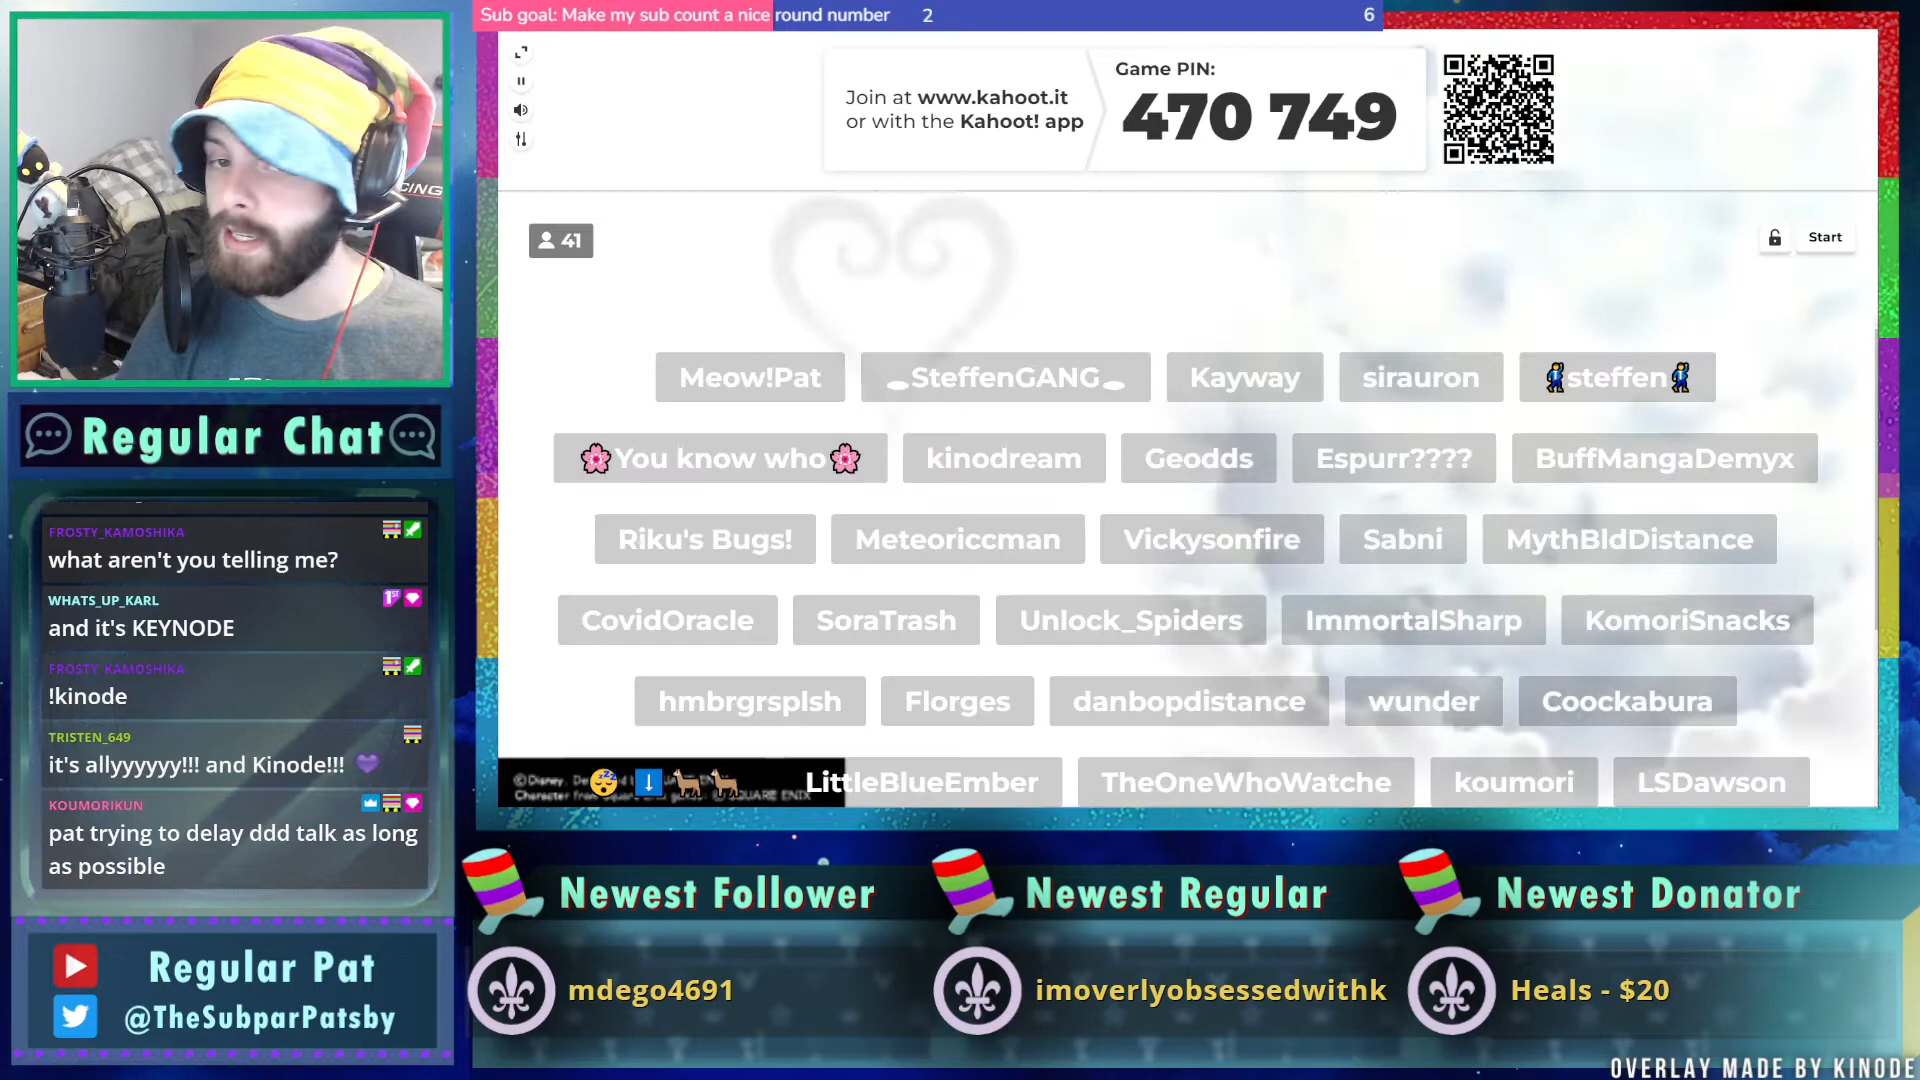 Sub goal: Make my sub count a nice round number 2 6
Join at www.kahoot.it
or with the Kahoot! app
Game PIN:
470 749
41
Start
Meow!Pat
SteffenGANG
Kayway
sirauron
steffen
You know who
kinodream
Geodds
Espurr????
BuffMangaDemyx
Riku's Bugs!
Meteoriccman
Vickysonfire
Sabni
MythBldDistance
CovidOracle
SoraTrash
Unlock_Spiders
ImmortalSharp
KomoriSnacks
hmbrgrsplsh
Florges
danbopdistance
wunder
Coockabura
©Disney.
LittleBlueEmber
TheOneWhoWatche
koumori
LSDawson
CING
Regular Chat
FROSTY_KAMOSHIKA
what aren't you telling me?
WHATS_UP_KARL
1ST
and it's KEYNODE
FROSTY_KAMOSHIKA
!kinode
TRISTEN_649
it's allyyyyyy!!! and Kinode!!!
KOUMORIKUN
pat trying to delay ddd talk as long
as possible
Regular Pat
@TheSubparPatsby
Newest Follower
mdego4691
Newest Regular
imoverlyobsessedwithk
Newest Donator
Heals - $20
OVERLAY MADE BY KINODE